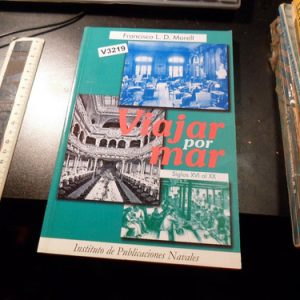 Francisco L. D. Morell
V3219
Viajar
por
mar
Siglos XVI al XX
Instituto de Publicaciones Navales